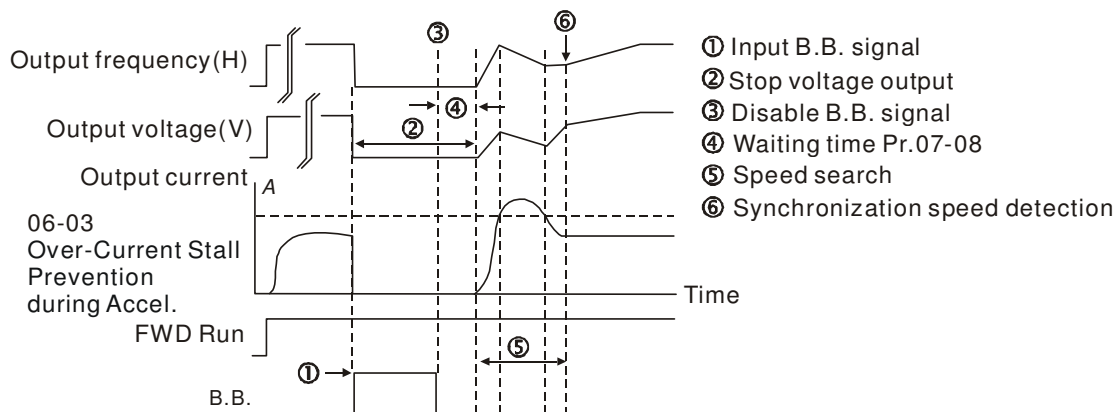 Output frequency(H)
Output voltage(V)
Output current
A
06-03
Over-Current Stall
Prevention
during Accel.
FWD Run
B.B.
Time
①
②
③
④
⑤
⑥
① Input B.B. signal
② Stop voltage output
③ Disable B.B. signal
④ Waiting time Pr.07-08
⑤ Speed search
⑥ Synchronization speed detection